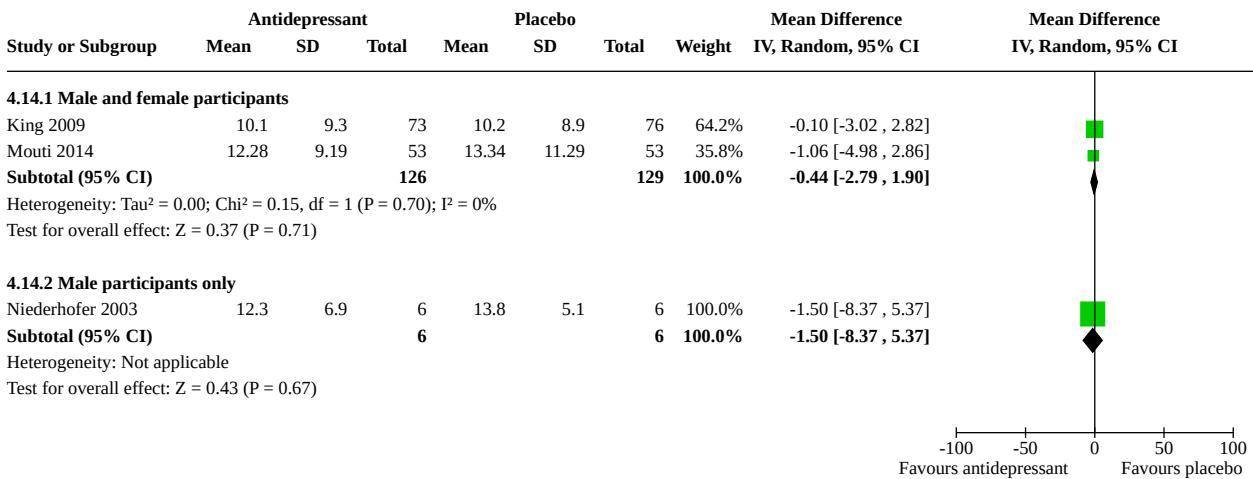 Antidepressant Placebo Mean Difference Mean Difference
Study or Subgroup Mean SD Total Mean SD Total Weight IV, Random, 95% CI IV, Random, 95% CI
4.14.1 Male and female participants
King 2009 10.1 9.3 73 10.2 8.9 76 64.2% -0.10 [-3.02 , 2.82]
Mouti 2014 12.28 9.19 53 13.34 11.29 53 35.8% -1.06 [-4.98 , 2.86]
Subtotal (95% CI) 126 129 100.0% -0.44 [-2.79 , 1.90]
Heterogeneity: Tau² = 0.00; Chi² = 0.15, df = 1 (P = 0.70); I² = 0%
Test for overall effect: Z = 0.37 (P = 0.71)
4.14.2 Male participants only
Niederhofer 2003 12.3 6.9 6 13.8 5.1 6 100.0% -1.50 [-8.37 , 5.37]
Subtotal (95% CI) 6 6 100.0% -1.50 [-8.37 , 5.37]
Heterogeneity: Not applicable
Test for overall effect: Z = 0.43 (P = 0.67)
-100 -50 0 50 100
Favours antidepressant Favours placebo